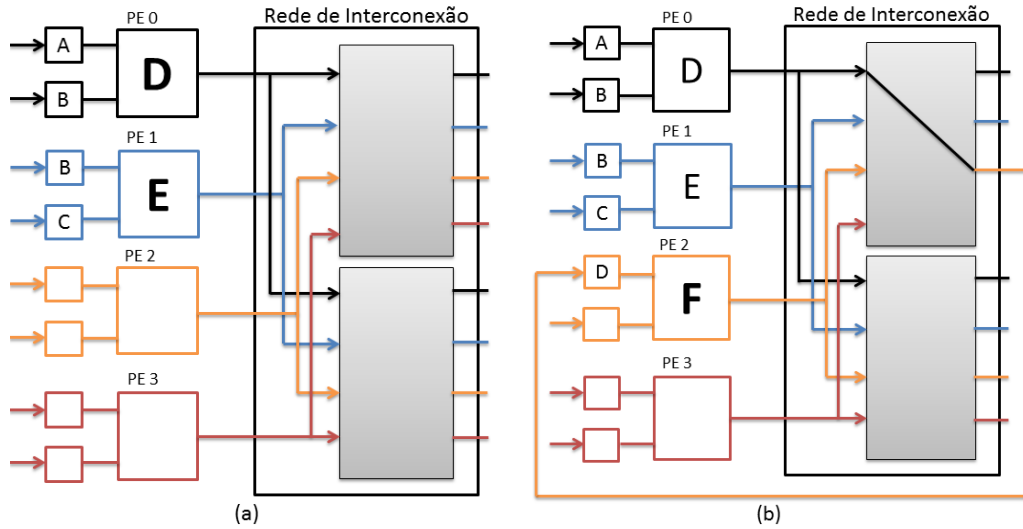 Rede de Interconexão
PE 0
A
B
D
PE 1
B
C
E
PE 2
PE 3
(a)
Rede de Interconexão
PE 0
A
B
D
PE 1
B
C
E
PE 2
D
F
PE 3
(b)